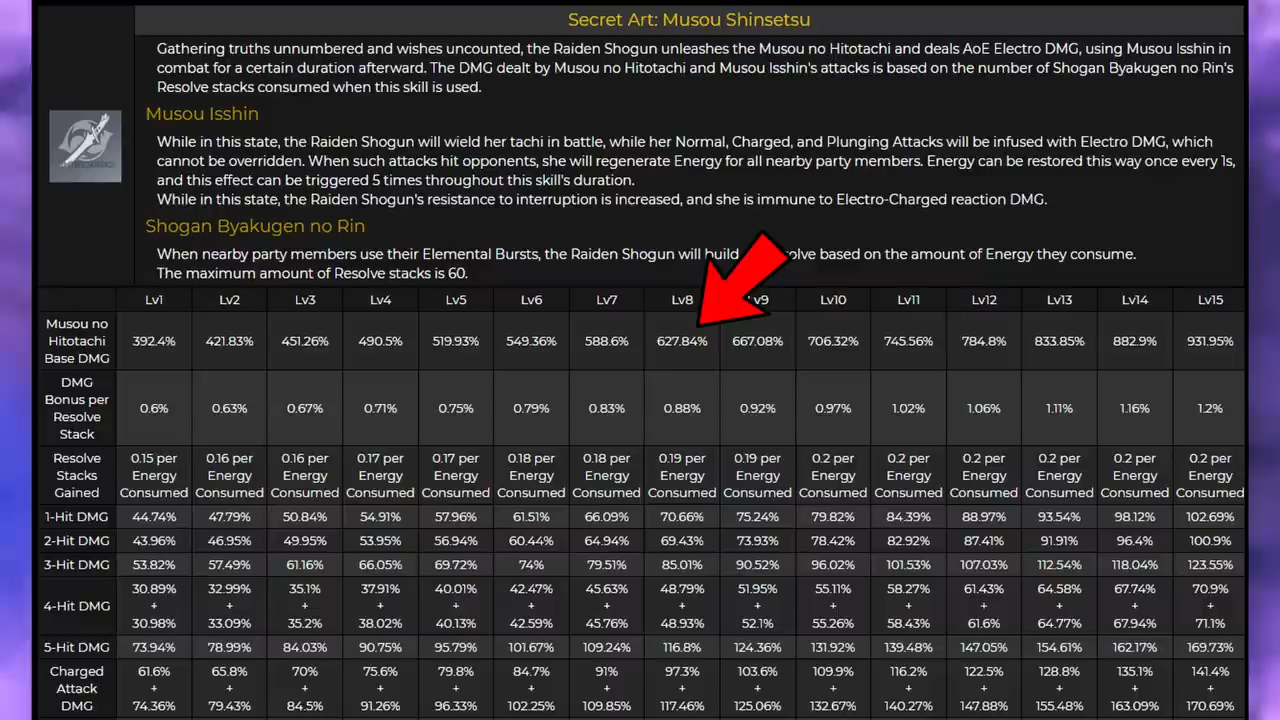 Secret Art: Musou Shinsetsu
Gathering truths unnumbered and wishes uncounted, the Raiden Shogun unleashes the Musou no Hitotachi and deals AoE Electro DMG, using Musou Isshin in
combat for a certain duration afterward. The DMG dealt by Musou no Hitotachi and Musou Isshin's attacks is based on the number of Shogan Byakugen no Rin's
Resolve stacks consumed when this skill is used.
Musou Isshin
While in this state, the Raiden Shogun will wield her tachi in battle, while her Normal, Charged, and Plunging Attacks will be infused with Electro DMG, which
cannot be overridden. When such attacks hit opponents, she will regenerate Energy for all nearby party members. Energy can be restored this way once every 1s,
and this effect can be triggered 5 times throughout this skill's duration.
While in this state, the Raiden Shogun's resistance to interruption is increased, and she is immune to Electro-Charged reaction DMG.
Shogan Byakugen no Rin
When nearby party members use their Elemental Bursts, the Raiden Shogun will build based on the amount of Energy they consume.
The maximum amount of Resolve stacks is 60.
Lv1 Lv2 Lv3 Lv4 Lv5 Lv6 Lv7 Lv8 Lv9 Lv10 Lv11 Lv12 Lv13 Lv14 Lv15
Musou no
Hitotachi
Base DMG
392.4% 421.83% 451.26% 490.5% 519.93% 549.36% 588.6% 627.84% 667.08% 706.32% 745.56% 784.8% 833.85% 882.9% 931.95%
DMG
Bonus per
Resolve
Stack
0.6% 0.63% 0.67% 0.71% 0.75% 0.79% 0.83% 0.88% 0.92% 0.97% 1.02% 1.06% 1.11% 1.16% 1.2%
Resolve 0.15 per 0.16 per 0.16 per 0.17 per 0.17 per 0.18 per 0.18 per 0.19 per 0.19 per 0.2 per 0.2 per 0.2 per 0.2 per 0.2 per 0.2 per
Stacks Energy Energy Energy Energy Energy Energy Energy Energy Energy Energy Energy Energy Energy Energy Energy
Gained Consumed Consumed Consumed Consumed Consumed Consumed Consumed Consumed Consumed Consumed Consumed Consumed Consumed Consumed Consumed
1-Hit DMG 44.74% 47.79% 50.84% 54.91% 57.96% 61.51% 66.09% 70.66% 75.24% 79.82% 84.39% 88.97% 93.54% 98.12% 102.69%
2-Hit DMG 43.96% 46.95% 49.95% 53.95% 56.94% 60.44% 64.94% 69.43% 73.93% 78.42% 82.92% 87.41% 91.91% 96.4% 100.9%
3-Hit DMG 53.82% 57.49% 61.16% 66.05% 69.72% 74% 79.51% 85.01% 90.52% 96.02% 101.53% 107.03% 112.54% 118.04% 123.55%
30.89% 32.99% 35.1% 37.91% 40.01% 42.47% 45.63% 48.79% 51.95% 55.11% 58.27% 61.43% 64.58% 67.74% 70.9%
4-Hit DMG + + + + + + + + + + + + + + +
30.98% 33.09% 35.2% 38.02% 40.13% 42.59% 45.76% 48.93% 52.1% 55.26% 58.43% 61.6% 64.77% 67.94% 71.1%
5-Hit DMG 73.94% 78.99% 84.03% 90.75% 95.79% 101.67% 109.24% 116.8% 124.36% 131.92% 139.48% 147.05% 154.61% 162.17% 169.73%
Charged 61.6% 65.8% 70% 75.6% 79.8% 84.7% 91% 97.3% 103.6% 109.9% 116.2% 122.5% 128.8% 135.1% 141.4%
Attack + + + + + + + + + + + + + + +
DMG 74.36% 79.43% 84.5% 91.26% 96.33% 102.25% 109.85% 117.46% 125.06% 132.67% 140.27% 147.88% 155.48% 163.09% 170.69%